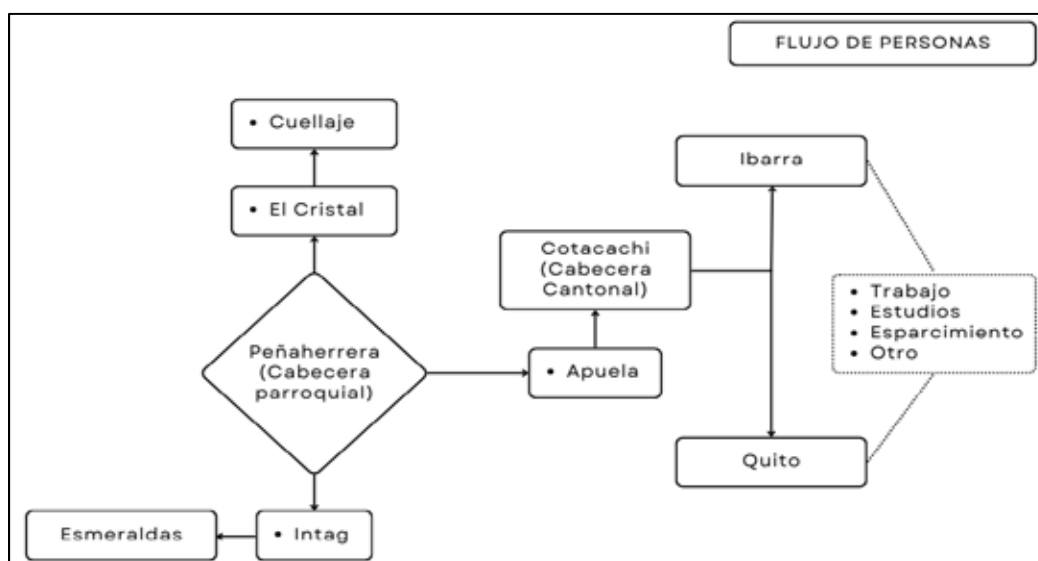 FLUJO DE PERSONAS
• Cuellaje
• El Cristal
Peñaherrera
(Cabecera
parroquial)
• Intag
Esmeraldas
• Apuela
Cotacachi
(Cabecera
Cantonal)
Ibarra
Quito
• Trabajo
• Estudios
• Esparcimiento
• Otro